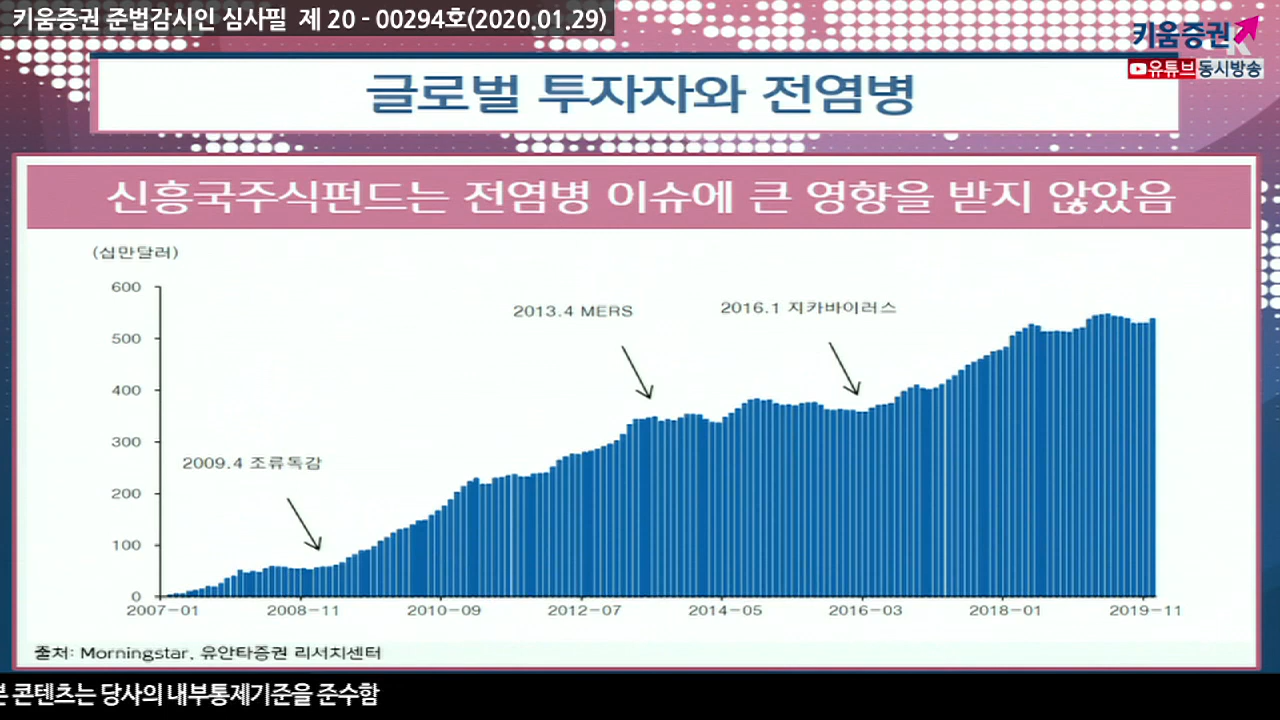 키움증권 준법감시인 심사필 제 20 - 00294호(2020.01.29)
키움증권
유튜브 동시방송
글로벌 투자자와 전염병
신흥국주식펀드는 전염병 이슈에 큰 영향을 받지 않았음
(십만달러)
600
500
400
300
200
100
0
2009.4 조류독감
2013.4 MERS
2016.1 지카바이러스
2007-01 2008-11 2010-09 2012-07 2014-05 2016-03 2018-01 2019-11
출처: Morningstar, 유안타증권 리서치센터
콘텐츠는 당사의 내부통제기준을 준수함